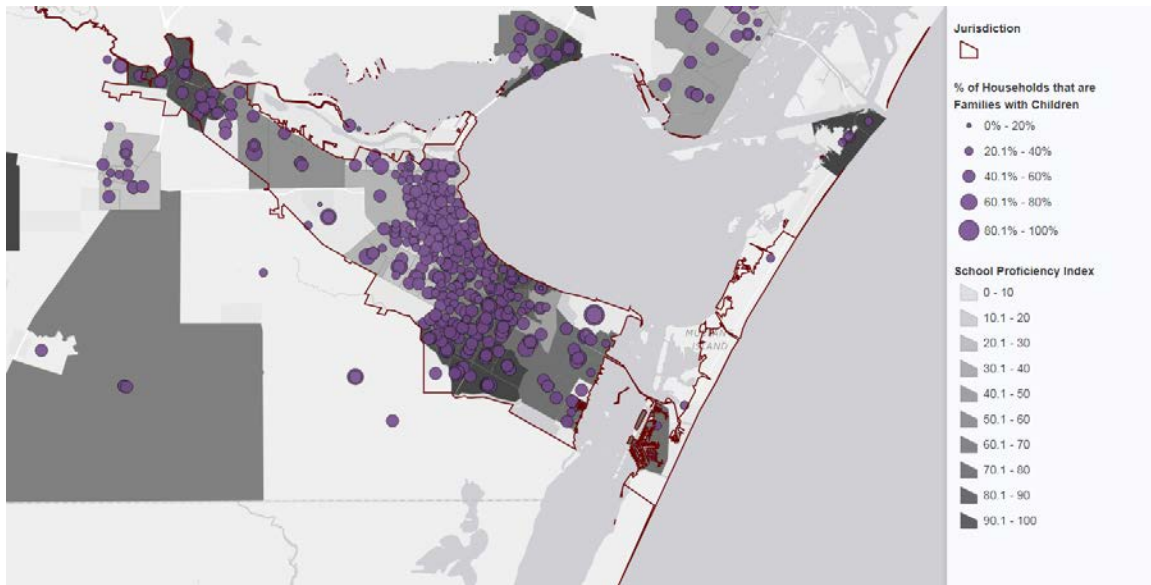 Jurisdiction
% of Households that are
Families with Children
0% - 20%
20.1% - 40%
40.1% - 60%
60.1% - 80%
80.1% - 100%
School Proficiency Index
0 - 10
10.1 - 20
20.1 - 30
30.1 - 40
40.1 - 50
50.1 - 60
60.1 - 70
70.1 - 80
80.1 - 90
90.1 - 100
ISLAND